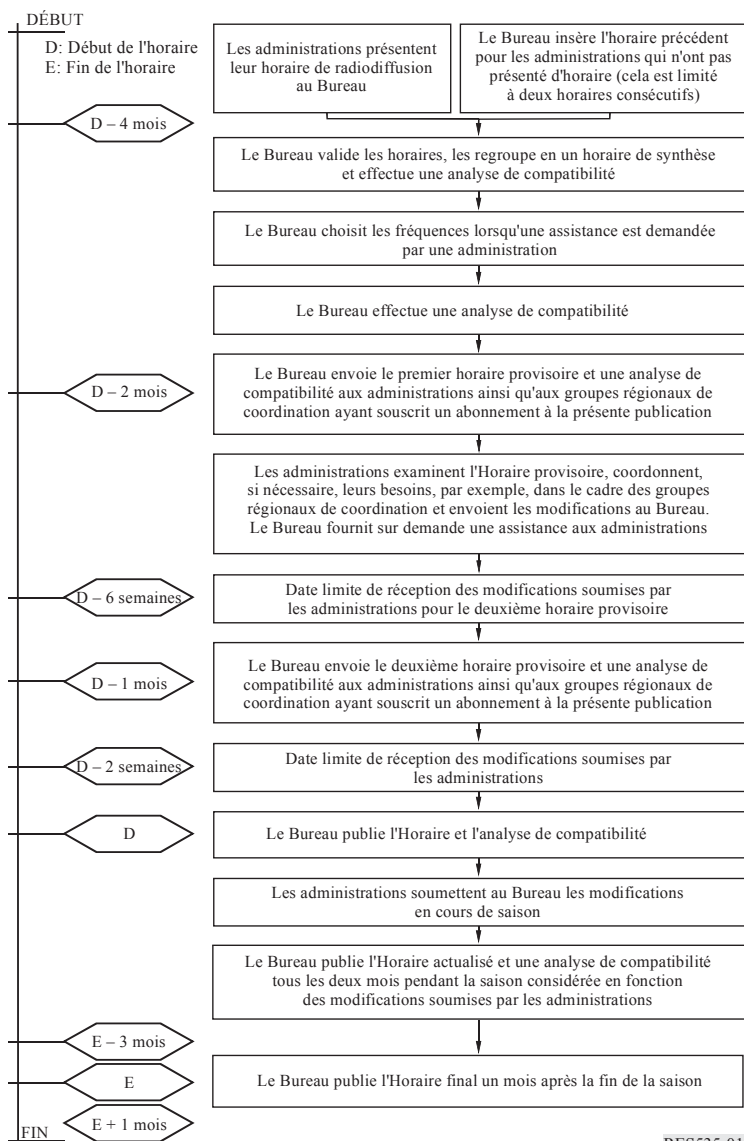 DÉBUT
D: Début de l'horaire
E: Fin de l'horaire
Les administrations présentent
leur horaire de radiodiffusion
au Bureau
Le Bureau insère l'horaire précédent
pour les administrations qui n'ont pas
présenté d'horaire (cela est limité
à deux horaires consécutifs)
D – 4 mois
Le Bureau valide les horaires, les regroupe en un horaire de synthèse
et effectue une analyse de compatibilité
Le Bureau choisit les fréquences lorsqu'une assistance est demandée
par une administration
Le Bureau effectue une analyse de compatibilité
D – 2 mois
Le Bureau envoie le premier horaire provisoire et une analyse de
compatibilité aux administrations ainsi qu'aux groupes régionaux de
coordination ayant souscrit un abonnement à la présente publication
Les administrations examinent l'Horaire provisoire, coordonnent,
si nécessaire, leurs besoins, par exemple, dans le cadre des groupes
régionaux de coordination et envoient les modifications au Bureau.
Le Bureau fournit sur demande une assistance aux administrations
D – 6 semaines
Date limite de réception des modifications soumises par
les administrations pour le deuxième horaire provisoire
D – 1 mois
Le Bureau envoie le deuxième horaire provisoire et une analyse de
compatibilité aux administrations ainsi qu'aux groupes régionaux de
coordination ayant souscrit un abonnement à la présente publication
D – 2 semaines
Date limite de réception des modifications soumises par
les administrations
D
Le Bureau publie l'Horaire et l'analyse de compatibilité
Les administrations soumettent au Bureau les modifications
en cours de saison
Le Bureau publie l'Horaire actualisé et une analyse de compatibilité
tous les deux mois pendant la saison considérée en fonction
des modifications soumises par les administrations
E – 3 mois
E
Le Bureau publie l'Horaire final un mois après la fin de la saison
E + 1 mois
FIN